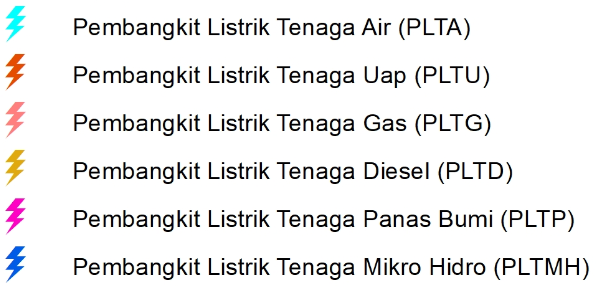 Pembangkit Listrik Tenaga Air (PLTA)
Pembangkit Listrik Tenaga Uap (PLTU)
Pembangkit Listrik Tenaga Gas (PLTG)
Pembangkit Listrik Tenaga Diesel (PLTD)
Pembangkit Listrik Tenaga Panas Bumi (PLTP)
Pembangkit Listrik Tenaga Mikro Hidro (PLTMH)